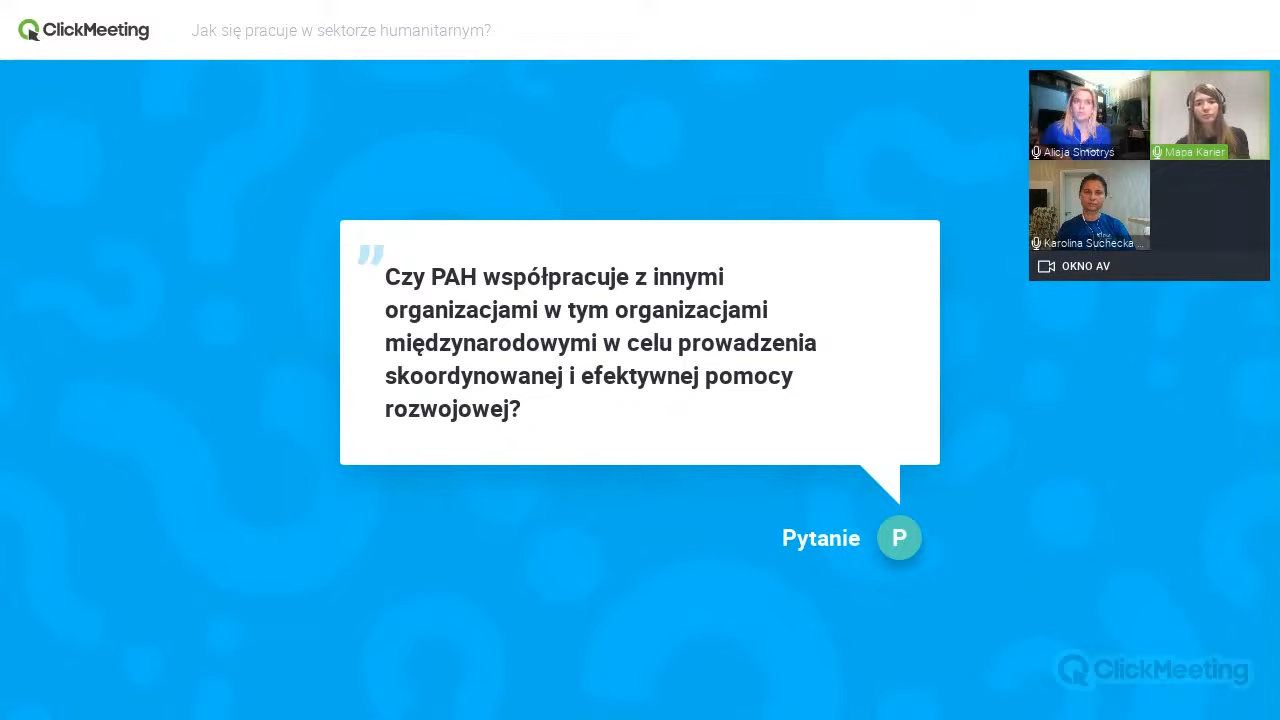 ClickMeeting
Jak się pracuje w sektorze humanitarnym?
Alicja Smotryś
Mapa Karier
Karolina Suchecka ...
OKNO AV
"
Czy PAH współpracuje z innymi
organizacjami w tym organizacjami
międzynarodowymi w celu prowadzenia
skoordynowanej i efektywnej pomocy
rozwojowej?
Pytanie
P
ClickMeeting